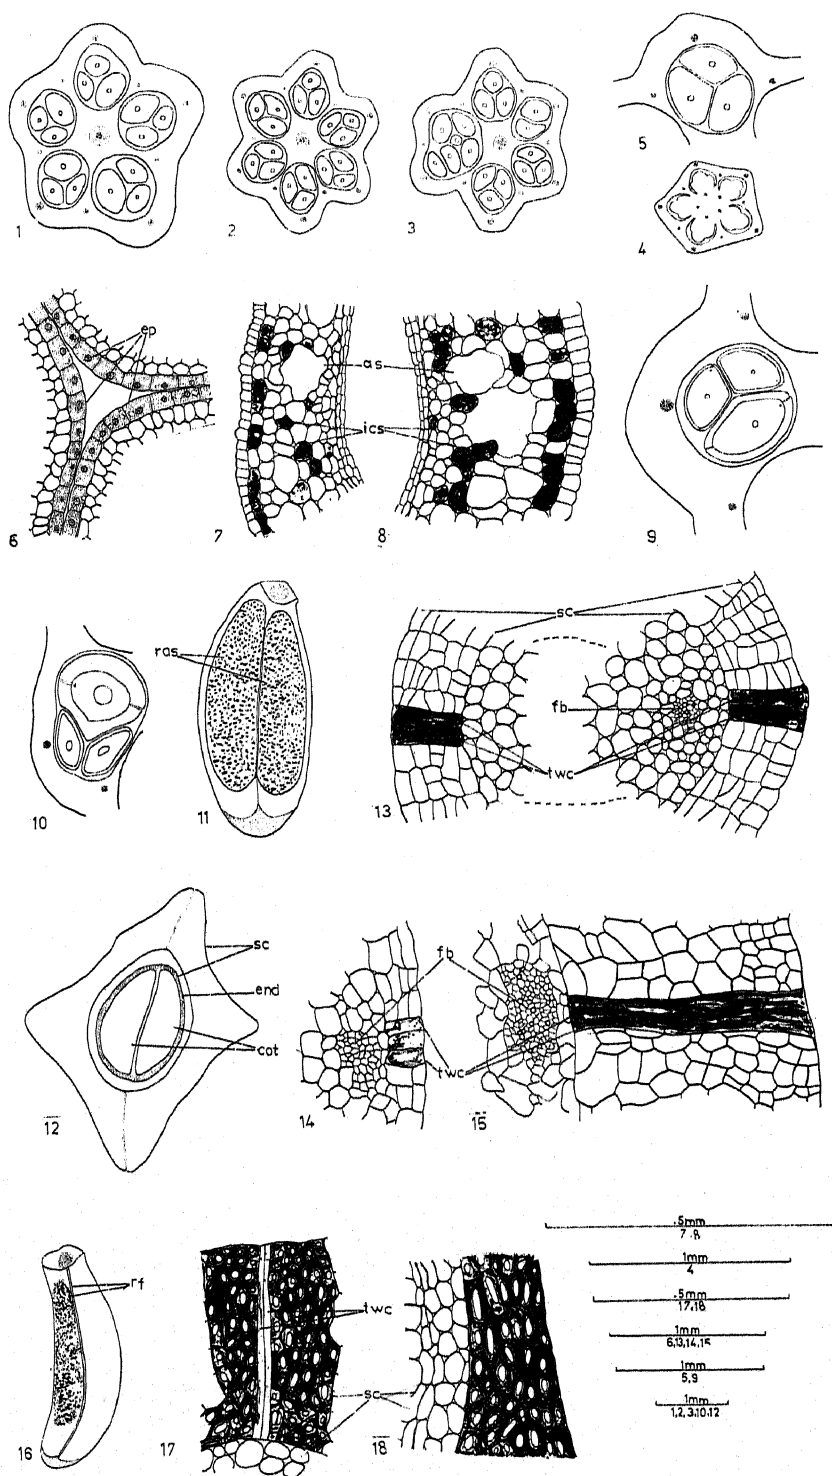 1
2
3
5
4
ep
as
ics
6
7
8
9
ras
sc
fb
twc
10
11
13
sc
end
cot
fb
twc
12
14
15
rf
twc
sc
16
17
18
.5mm
7.8
1mm
4
.5mm
17,18
1mm
6,13,14,15
1mm
5,9
1mm
1,2,3,10,12